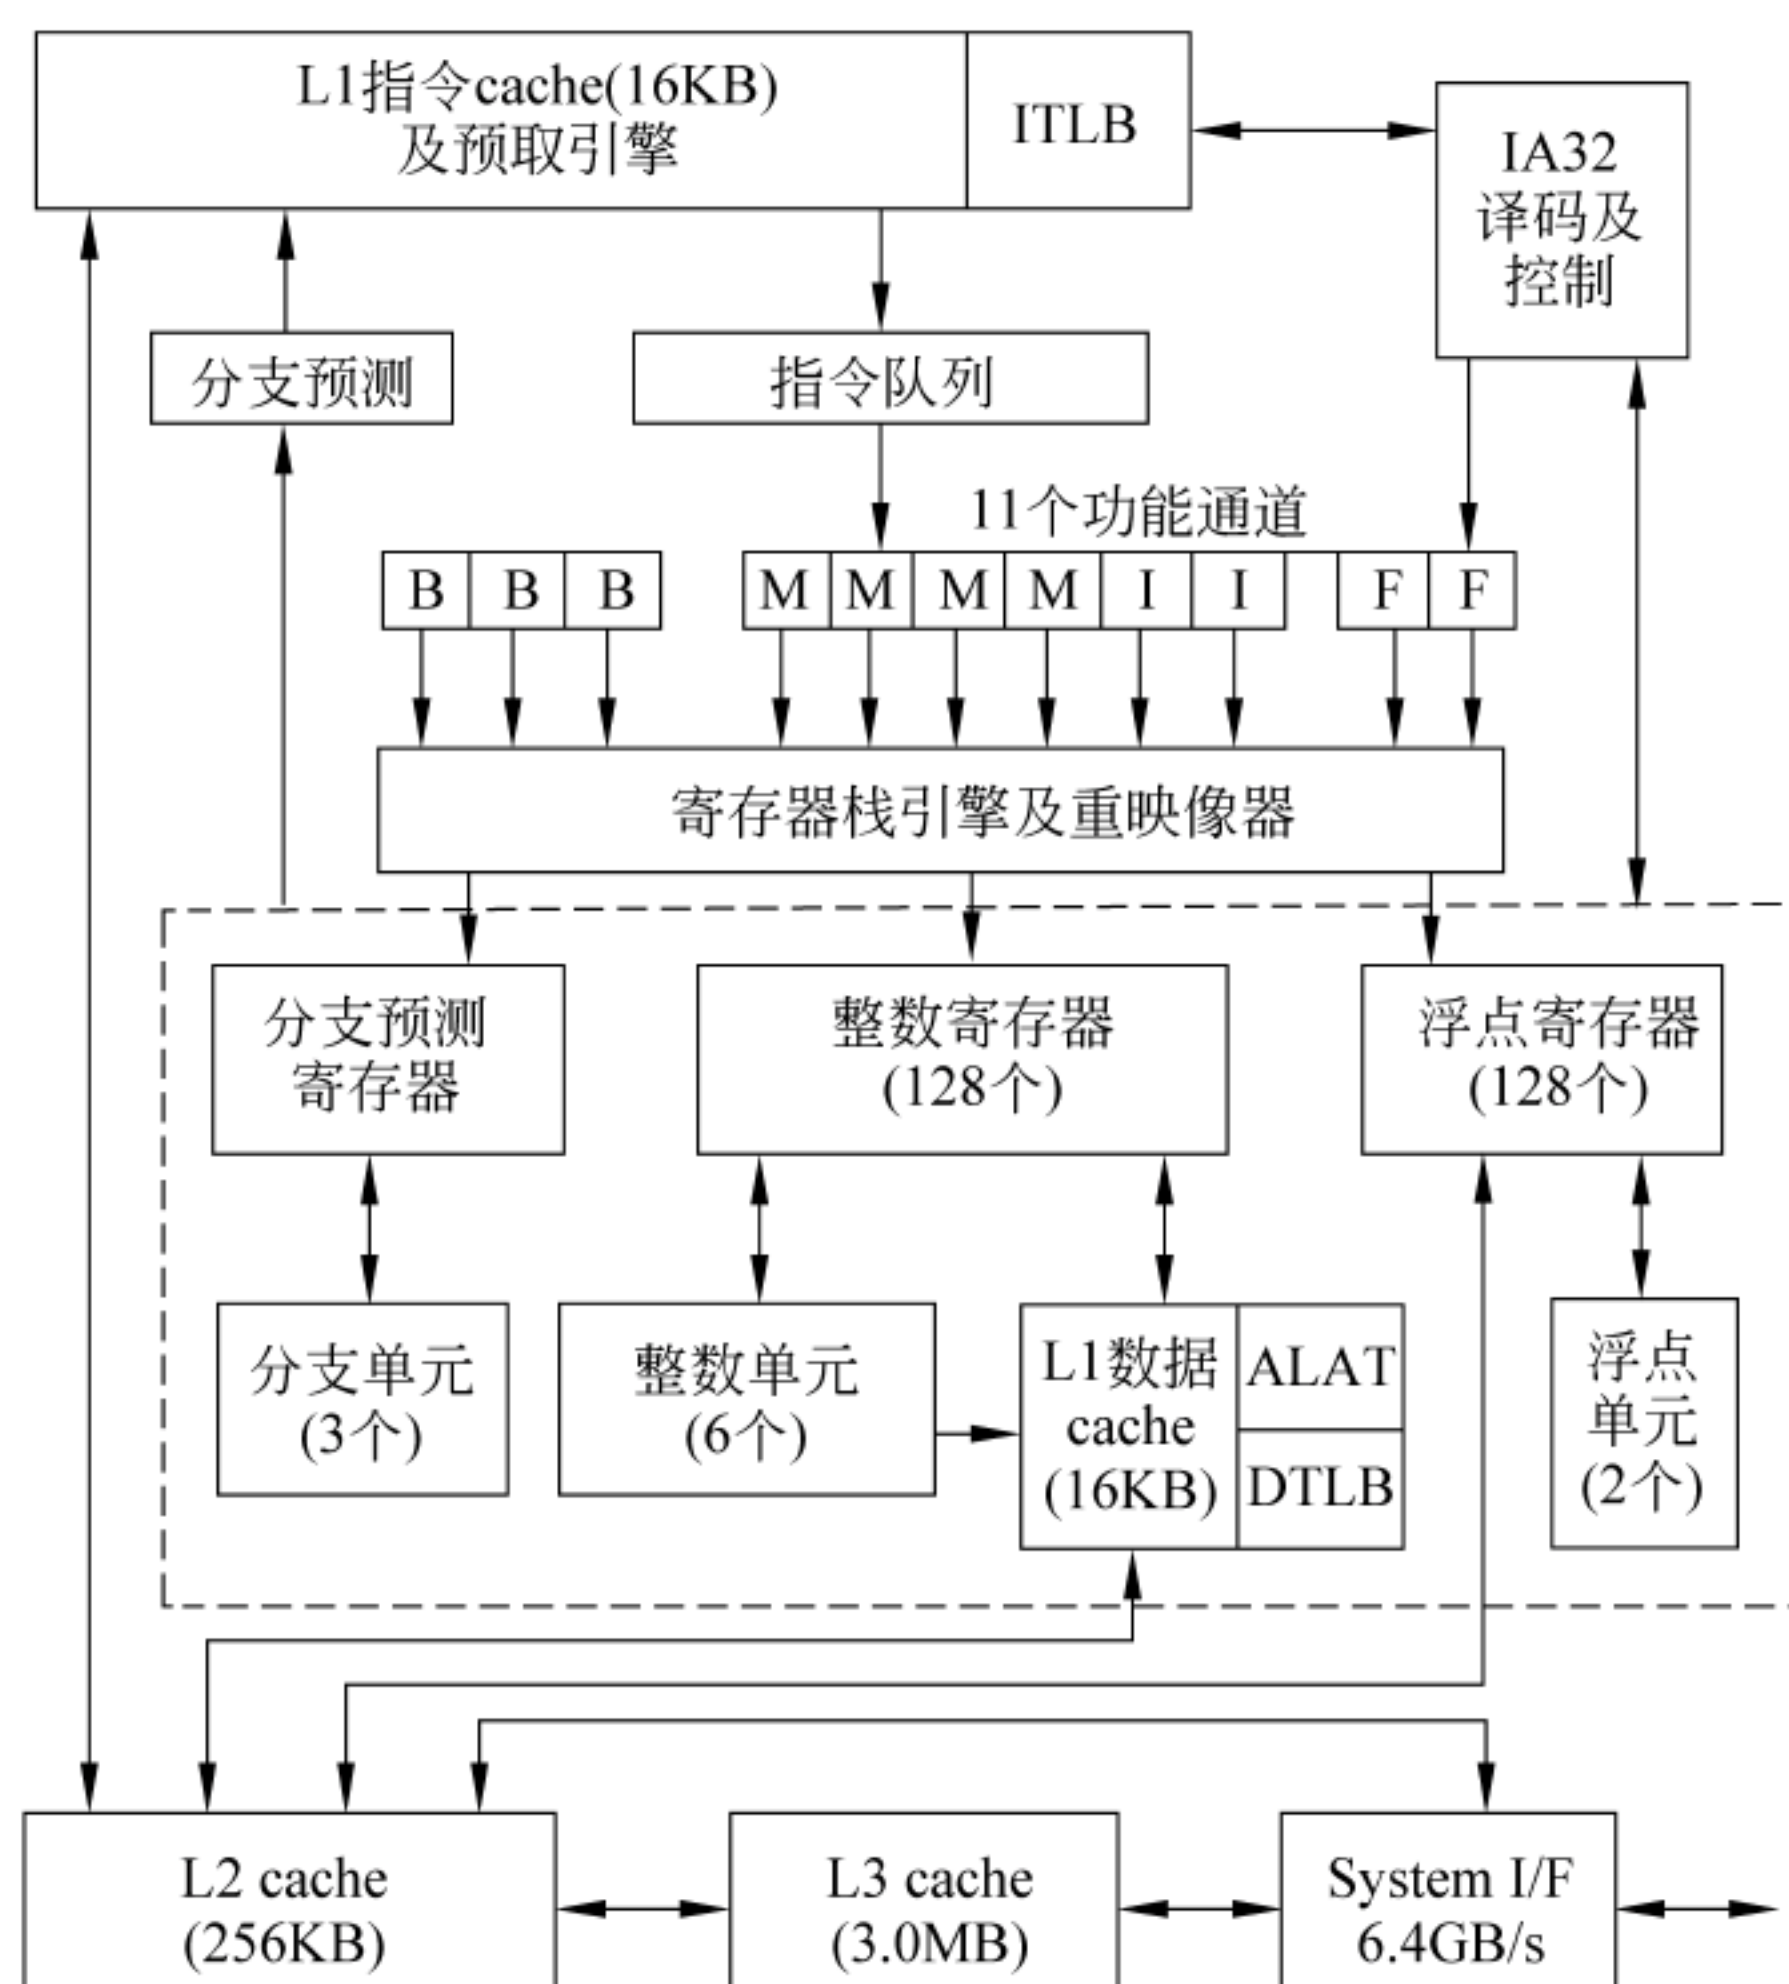 L1指令cache(16KB)
及预取引擎
ITLB
IA32
译码及
控制
分支预测
指令队列
11个功能通道
B B B M M M M I I F F
寄存器栈引擎及重映像器
分支预测
寄存器
整数寄存器
(128个)
浮点寄存器
(128个)
分支单元
(3个)
整数单元
(6个)
L1数据
cache
(16KB)
ALAT
DTLB
浮点
单元
(2个)
L2 cache
(256KB)
L3 cache
(3.0MB)
System I/F
6.4GB/s